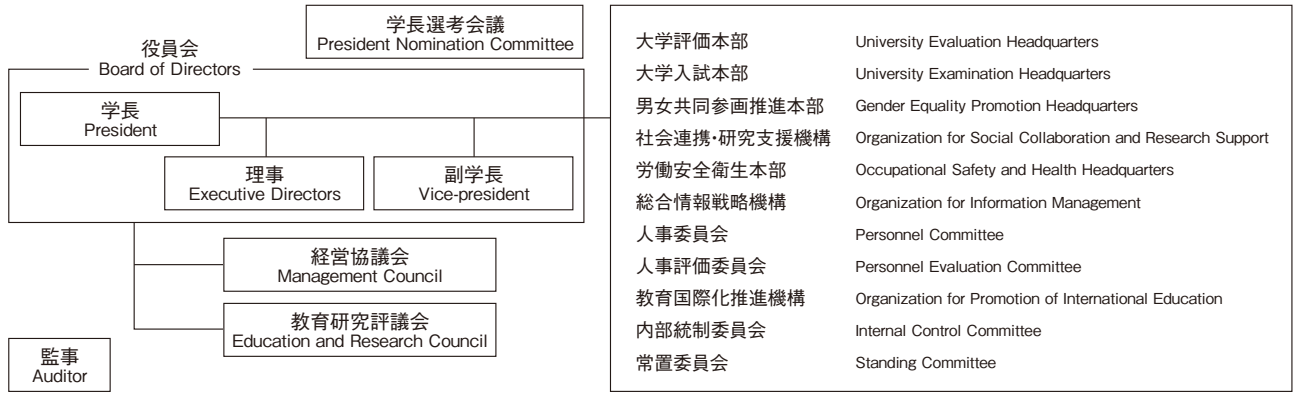 学長選考会議
President Nomination Committee
役員会
Board of Directors
学長
President
理事
Executive Directors
副学長
Vice-president
経営協議会
Management Council
教育研究評議会
Education and Research Council
監事
Auditor
大学評価本部 University Evaluation Headquarters
大学入試本部 University Examination Headquarters
男女共同参画推進本部 Gender Equality Promotion Headquarters
社会連携・研究支援機構 Organization for Social Collaboration and Research Support
労働安全衛生本部 Occupational Safety and Health Headquarters
総合情報戦略機構 Organization for Information Management
人事委員会 Personnel Committee
人事評価委員会 Personnel Evaluation Committee
教育国際化推進機構 Organization for Promotion of International Education
内部統制委員会 Internal Control Committee
常置委員会 Standing Committee